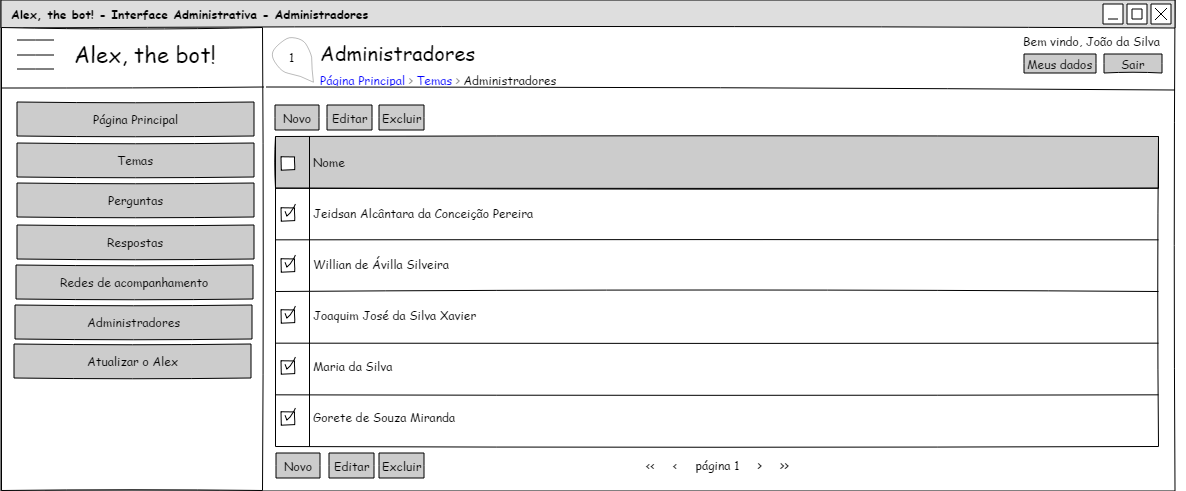 Alex, the bot! - Interface Administrativa - Administradores
Alex, the bot!
1
Administradores
Página Principal > Temas > Administradores
Bem vindo, João da Silva
Meus dados Sair
Página Principal
Temas
Perguntas
Respostas
Redes de acompanhamento
Administradores
Atualizar o Alex
Novo Editar Excluir
Nome
Jeidsan Alcântara da Conceição Pereira
Willian de Ávilla Silveira
Joaquim José da Silva Xavier
Maria da Silva
Gorete de Souza Miranda
Novo Editar Excluir
<< < página 1 > >>